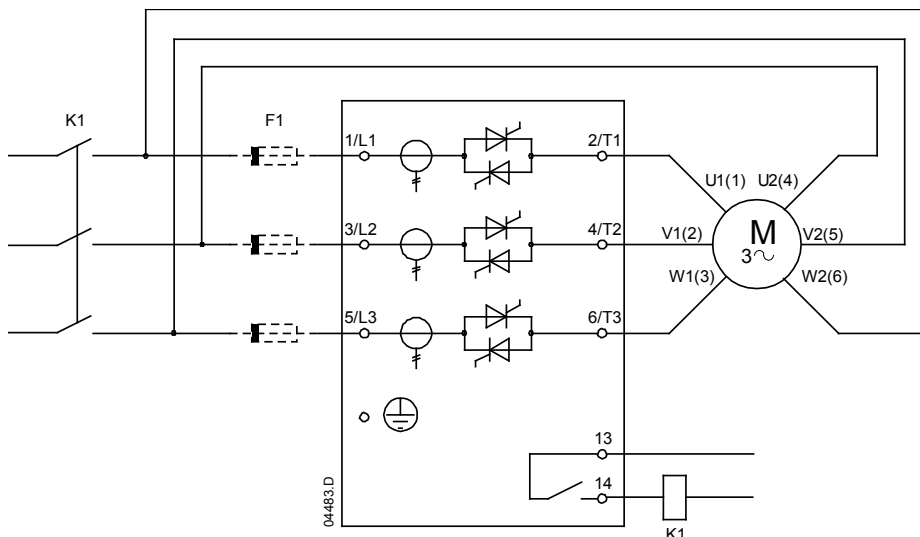 K1
F1
1/L1
2/T1
U1(1)
U2(4)
3/L2
4/T2
V1(2)
M
3
V2(5)
W1(3)
W2(6)
5/L3
6/T3
13
14
K1
04483.D